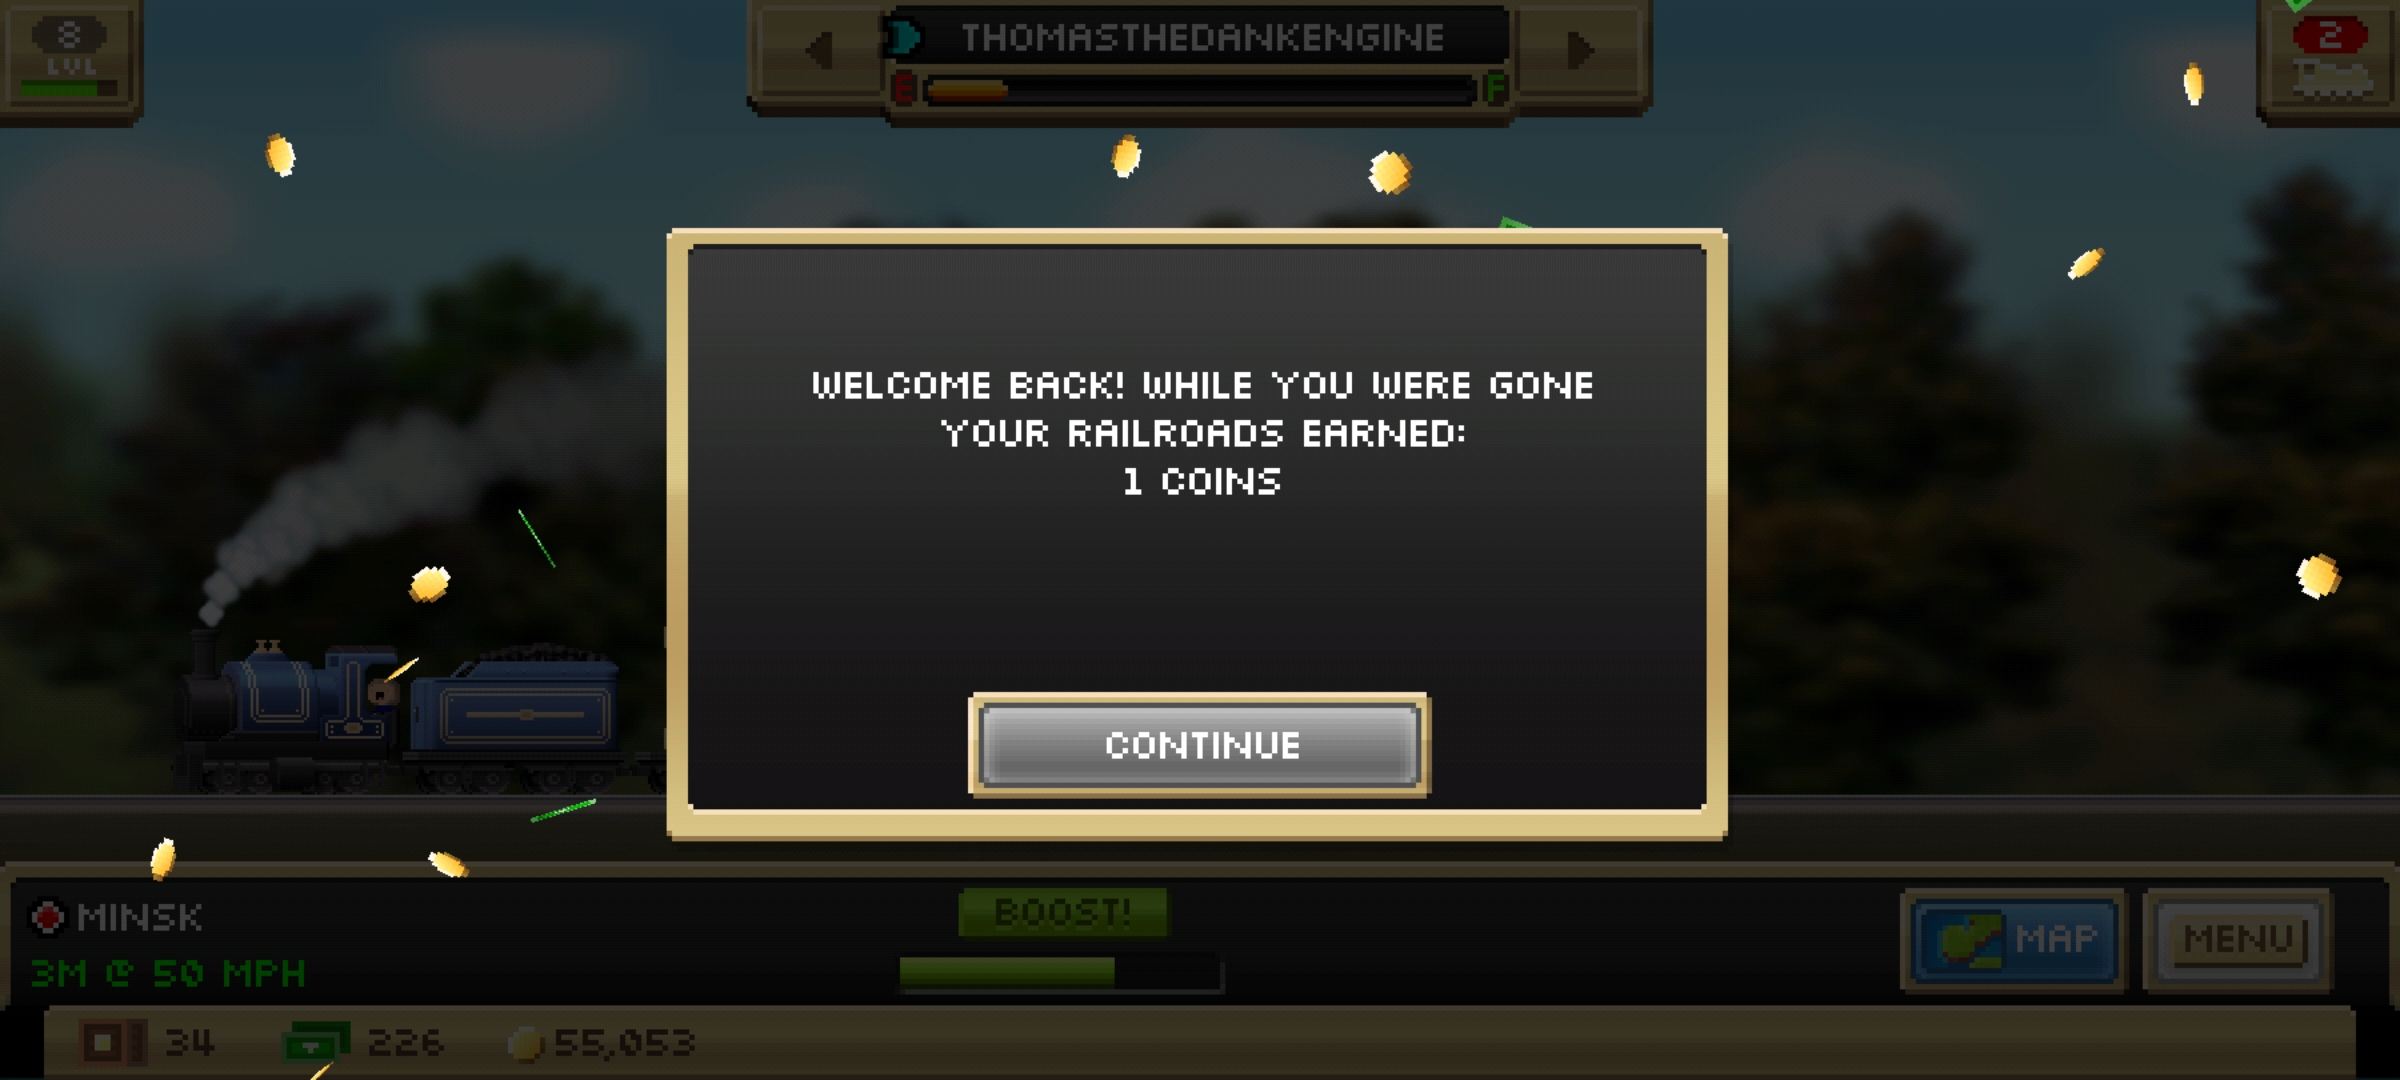 8
LVL
THOMASTHEDANKENGINE
E F
2
WELCOME BACK! WHILE YOU WERE GONE
YOUR RAILROADS EARNED:
1 COINS
CONTINUE
MINSK
3M @ 50 MPH
BOOST!
MAP
MENU
34 226 55,053